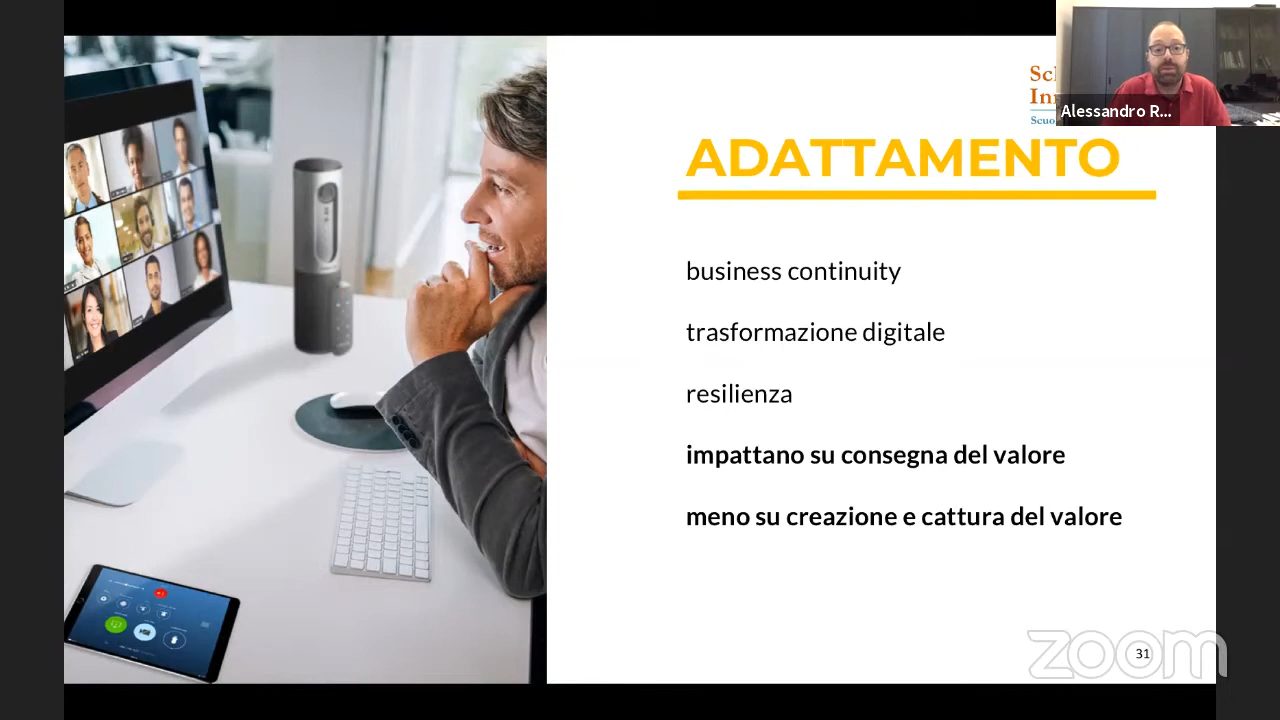 Alessandro R...
ADATTAMENTO
business continuity
trasformazione digitale
resilienza
impattano su consegna del valore
meno su creazione e cattura del valore
31
zoom